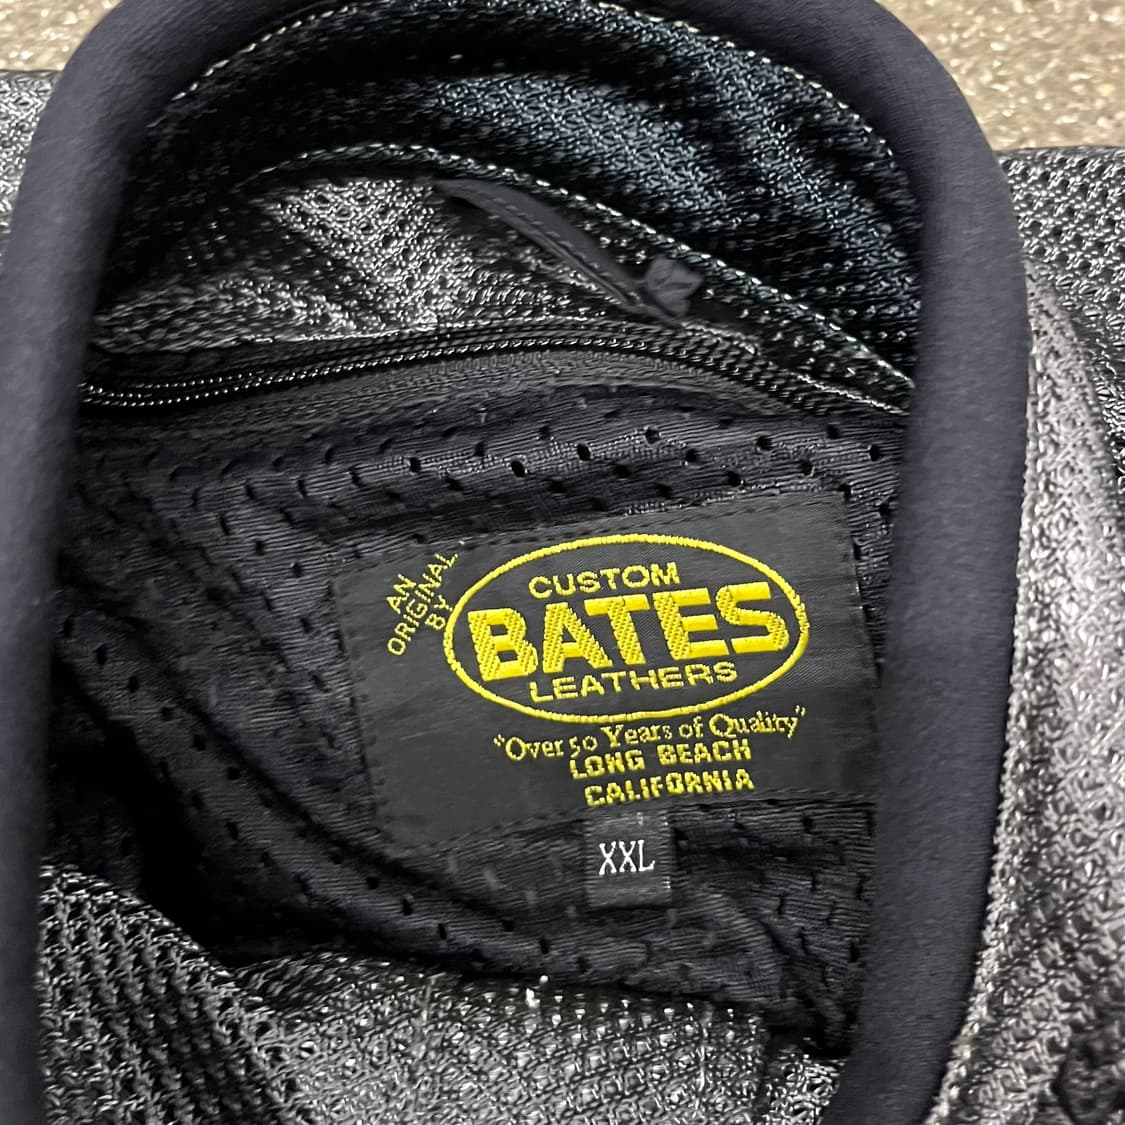 AN
ORIGINAL
BY
CUSTOM
BATES
LEATHERS
"Over 50 Years of Quality"
LONG BEACH
CALIFORNIA
XXL